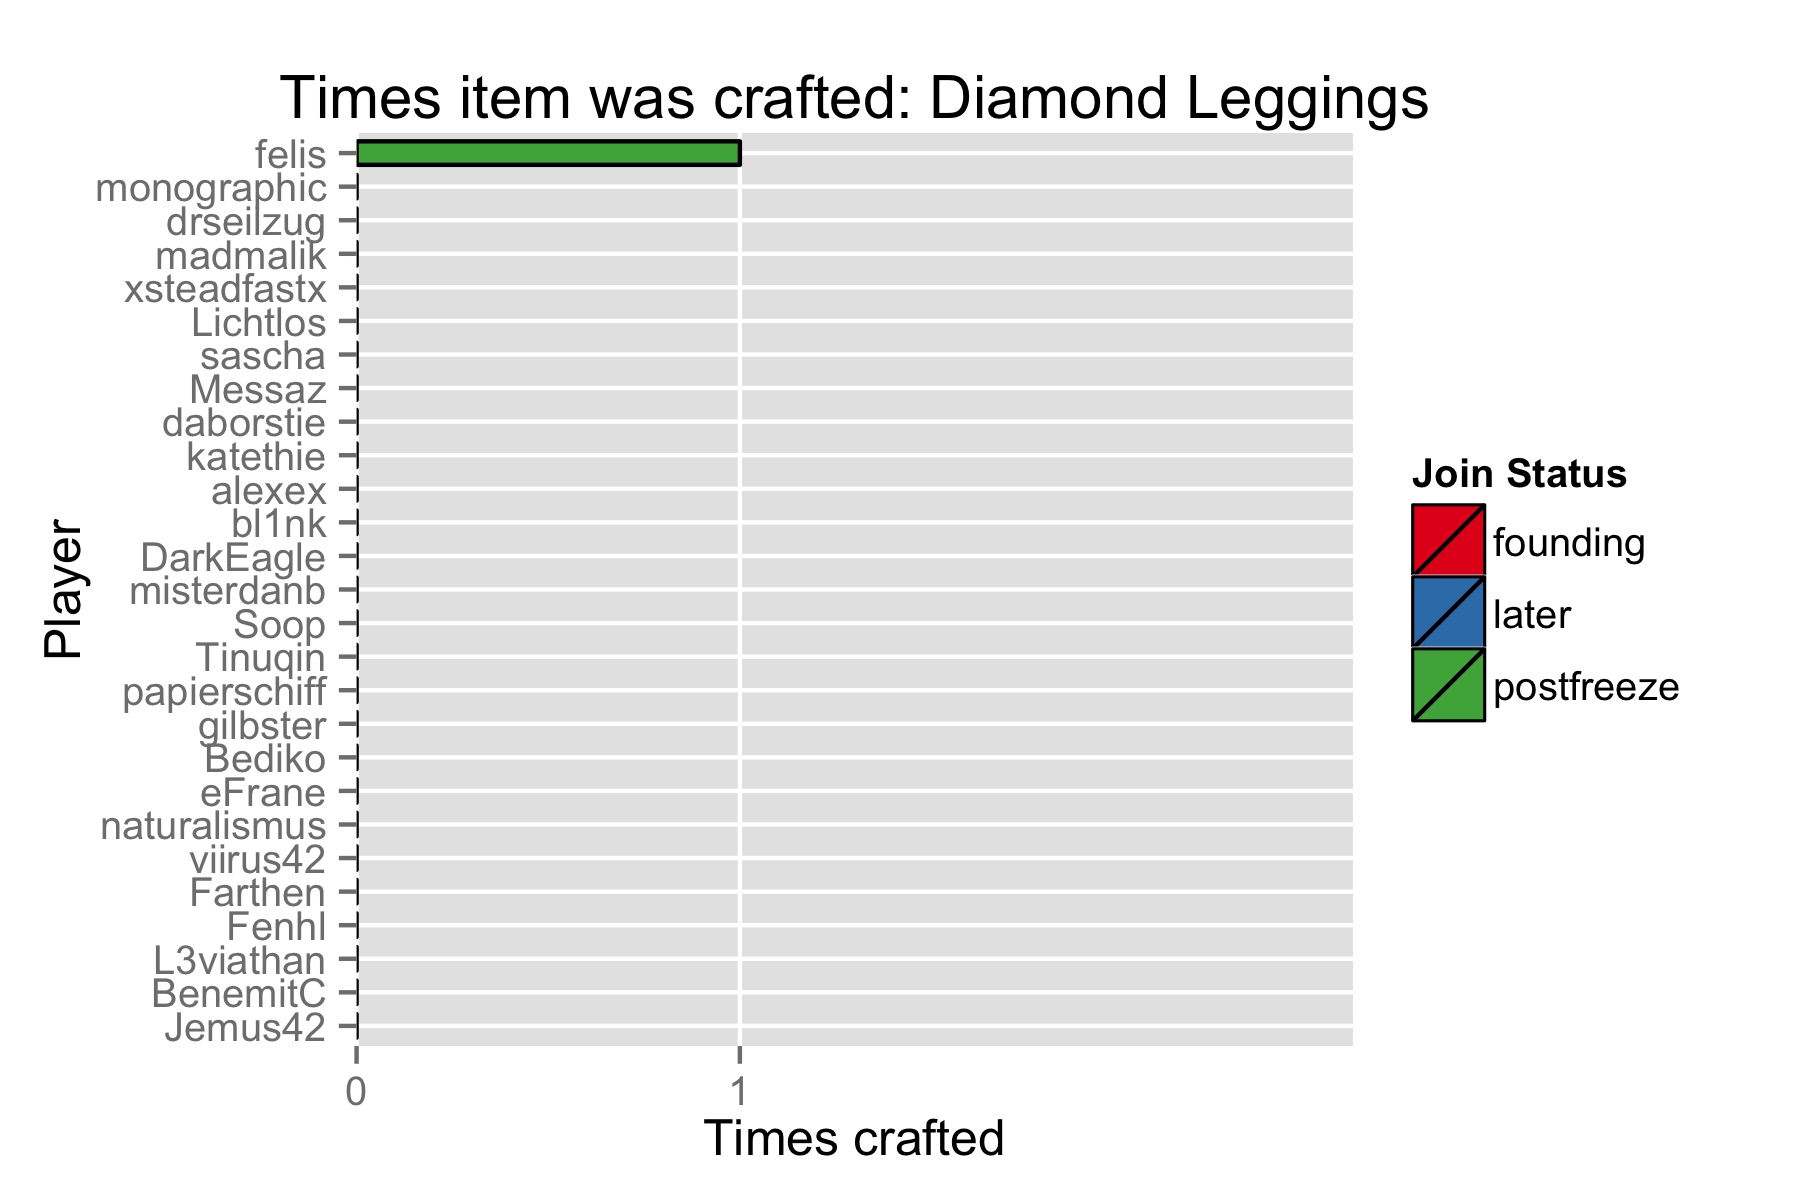 Times item was crafted: Diamond Leggings
felis
monographic
drseilzug
madmalik
xsteadfastx
Lichtlos
sascha
Messaz
daborstie
katethie
alexex
bl1nk
DarkEagle
misterdanb
Soop
Tinuqin
papierschiff
gilbster
Bediko
eFrane
naturalismus
viirus42
Farthen
Fenhl
L3viathan
BenemitC
Jemus42
Player
0 1
Times crafted
Join Status
founding
later
postfreeze